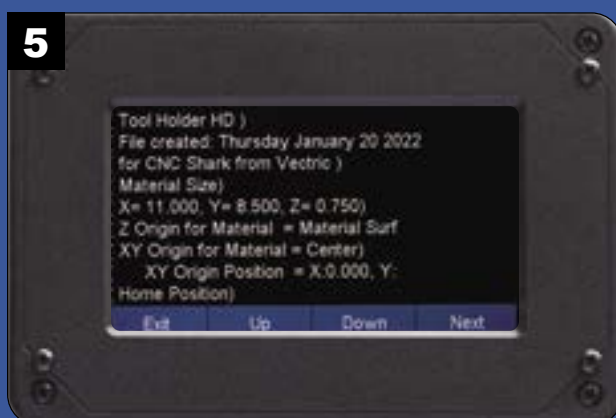 5
Tool Holder HD )
File created: Thursday January 20 2022
for CNC Shark from Vectric )
Material Size)
X= 11.000, Y= 8.500, Z= 0.750)
Z Origin for Material = Material Surf
XY Origin for Material = Center)
XY Origin Position = X:0.000, Y:
Home Position)
Exit Up Down Next